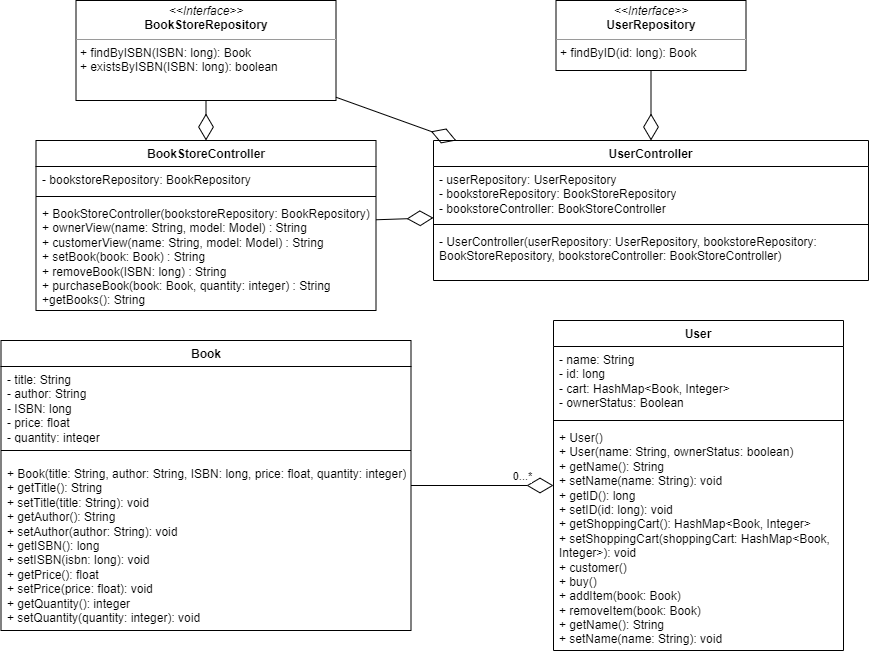 <<Interface>>
BookStoreRepository
+ findByISBN(ISBN: long): Book
+ existsByISBN(ISBN: long): boolean
<<Interface>>
UserRepository
+ findByID(id: long): Book
BookStoreController
- bookstoreRepository: BookRepository
+ BookStoreController(bookstoreRepository: BookRepository)
+ ownerView(name: String, model: Model) : String
+ customerView(name: String, model: Model) : String
+ setBook(book: Book) : String
+ removeBook(ISBN: long) : String
+ purchaseBook(book: Book, quantity: integer) : String
+getBooks(): String
UserController
- userRepository: UserRepository
- bookstoreRepository: BookStoreRepository
- bookstoreController: BookStoreController
- UserController(userRepository: UserRepository, bookstoreRepository:
BookStoreRepository, bookstoreController: BookStoreController)
Book
- title: String
- author: String
- ISBN: long
- price: float
- quantity: integer
+ Book(title: String, author: String, ISBN: long, price: float, quantity: integer)
+ getTitle(): String
+ setTitle(title: String): void
+ getAuthor(): String
+ setAuthor(author: String): void
+ getISBN(): long
+ setISBN(isbn: long): void
+ getPrice(): float
+ setPrice(price: float): void
+ getQuantity(): integer
+ setQuantity(quantity: integer): void
0...*
User
- name: String
- id: long
- cart: HashMap<Book, Integer>
- ownerStatus: Boolean
+ User()
+ User(name: String, ownerStatus: boolean)
+ getName(): String
+ setName(name: String): void
+ getID(): long
+ setID(id: long): void
+ getShoppingCart(): HashMap<Book, Integer>
+ setShoppingCart(shoppingCart: HashMap<Book,
Integer>): void
+ customer()
+ buy()
+ addItem(book: Book)
+ removeItem(book: Book)
+ getName(): String
+ setName(name: String): void